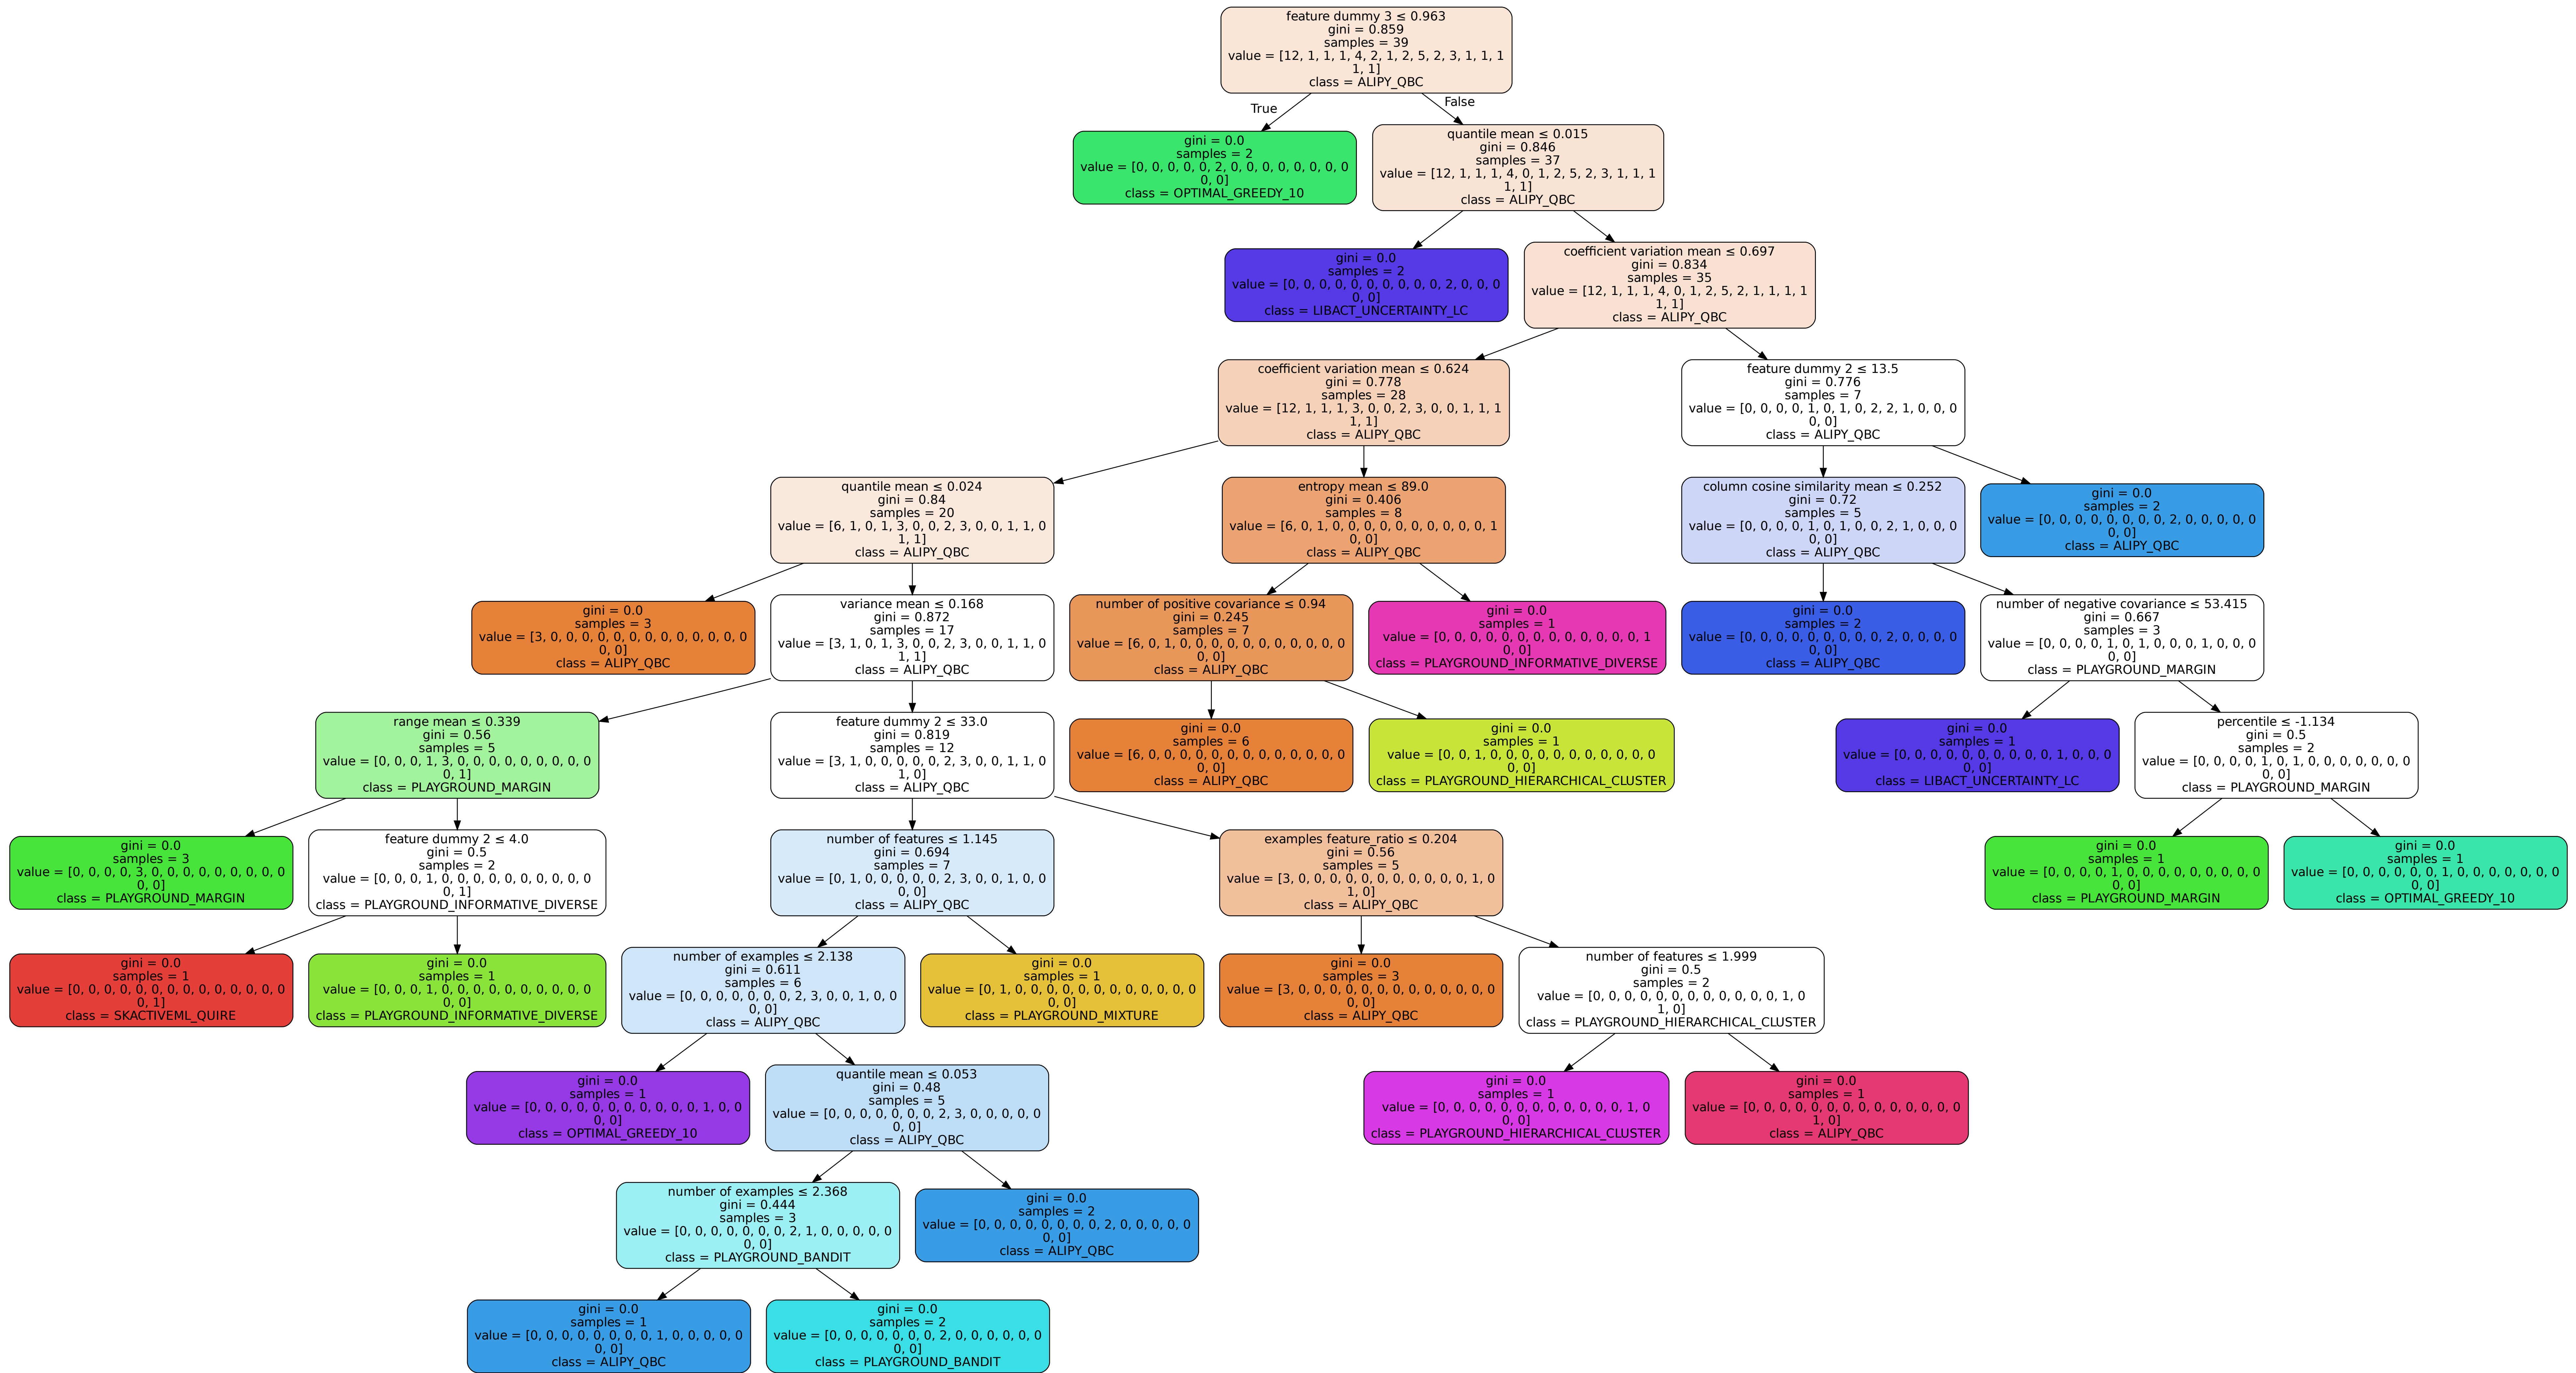 feature dummy 3 ≤ 0.963
gini = 0.859
samples = 39
value = [12, 1, 1, 1, 4, 2, 1, 2, 5, 2, 3, 1, 1, 1
1, 1]
class = ALIPY_QBC
True
False
gini = 0.0
samples = 2
value = [0, 0, 0, 0, 0, 2, 0, 0, 0, 0, 0, 0, 0, 0
0, 0]
class = OPTIMAL_GREEDY_10
quantile mean ≤ 0.015
gini = 0.846
samples = 37
value = [12, 1, 1, 1, 4, 0, 1, 2, 5, 2, 3, 1, 1, 1
1, 1]
class = ALIPY_QBC
gini = 0.0
samples = 2
value = [0, 0, 0, 0, 0, 0, 0, 0, 0, 0, 2, 0, 0, 0
0, 0]
class = LIBACT_UNCERTAINTY_LC
coefficient variation mean ≤ 0.697
gini = 0.834
samples = 35
value = [12, 1, 1, 1, 4, 0, 1, 2, 5, 2, 1, 1, 1, 1
1, 1]
class = ALIPY_QBC
coefficient variation mean ≤ 0.624
gini = 0.778
samples = 28
value = [12, 1, 1, 1, 3, 0, 0, 2, 3, 0, 0, 1, 1, 1
1, 1]
class = ALIPY_QBC
feature dummy 2 ≤ 13.5
gini = 0.776
samples = 7
value = [0, 0, 0, 0, 1, 0, 1, 0, 2, 2, 1, 0, 0, 0
0, 0]
class = ALIPY_QBC
quantile mean ≤ 0.024
gini = 0.84
samples = 20
value = [6, 1, 0, 1, 3, 0, 0, 2, 3, 0, 0, 1, 1, 0
1, 1]
class = ALIPY_QBC
entropy mean ≤ 89.0
gini = 0.406
samples = 8
value = [6, 0, 1, 0, 0, 0, 0, 0, 0, 0, 0, 0, 0, 1
0, 0]
class = ALIPY_QBC
column cosine similarity mean ≤ 0.252
gini = 0.72
samples = 5
value = [0, 0, 0, 0, 1, 0, 1, 0, 0, 2, 1, 0, 0, 0
0, 0]
class = ALIPY_QBC
gini = 0.0
samples = 2
value = [0, 0, 0, 0, 0, 0, 0, 0, 2, 0, 0, 0, 0, 0
0, 0]
class = ALIPY_QBC
gini = 0.0
samples = 3
value = [3, 0, 0, 0, 0, 0, 0, 0, 0, 0, 0, 0, 0, 0
0, 0]
class = ALIPY_QBC
variance mean ≤ 0.168
gini = 0.872
samples = 17
value = [3, 1, 0, 1, 3, 0, 0, 2, 3, 0, 0, 1, 1, 0
1, 1]
class = ALIPY_QBC
number of positive covariance ≤ 0.94
gini = 0.245
samples = 7
value = [6, 0, 1, 0, 0, 0, 0, 0, 0, 0, 0, 0, 0, 0
0, 0]
class = ALIPY_QBC
gini = 0.0
samples = 1
value = [0, 0, 0, 0, 0, 0, 0, 0, 0, 0, 0, 0, 0, 1
0, 0]
class = PLAYGROUND_INFORMATIVE_DIVERSE
gini = 0.0
samples = 2
value = [0, 0, 0, 0, 0, 0, 0, 0, 0, 2, 0, 0, 0, 0
0, 0]
class = ALIPY_QBC
number of negative covariance ≤ 53.415
gini = 0.667
samples = 3
value = [0, 0, 0, 0, 1, 0, 1, 0, 0, 0, 1, 0, 0, 0
0, 0]
class = PLAYGROUND_MARGIN
range mean ≤ 0.339
gini = 0.56
samples = 5
value = [0, 0, 0, 1, 3, 0, 0, 0, 0, 0, 0, 0, 0, 0
0, 1]
class = PLAYGROUND_MARGIN
feature dummy 2 ≤ 33.0
gini = 0.819
samples = 12
value = [3, 1, 0, 0, 0, 0, 0, 2, 3, 0, 0, 1, 1, 0
1, 0]
class = ALIPY_QBC
gini = 0.0
samples = 6
value = [6, 0, 0, 0, 0, 0, 0, 0, 0, 0, 0, 0, 0, 0
0, 0]
class = ALIPY_QBC
gini = 0.0
samples = 1
value = [0, 0, 1, 0, 0, 0, 0, 0, 0, 0, 0, 0, 0, 0
0, 0]
class = PLAYGROUND_HIERARCHICAL_CLUSTER
gini = 0.0
samples = 1
value = [0, 0, 0, 0, 0, 0, 0, 0, 0, 0, 1, 0, 0, 0
0, 0]
class = LIBACT_UNCERTAINTY_LC
percentile ≤ -1.134
gini = 0.5
samples = 2
value = [0, 0, 0, 0, 1, 0, 1, 0, 0, 0, 0, 0, 0, 0
0, 0]
class = PLAYGROUND_MARGIN
gini = 0.0
samples = 3
value = [0, 0, 0, 0, 3, 0, 0, 0, 0, 0, 0, 0, 0, 0
0, 0]
class = PLAYGROUND_MARGIN
feature dummy 2 ≤ 4.0
gini = 0.5
samples = 2
value = [0, 0, 0, 1, 0, 0, 0, 0, 0, 0, 0, 0, 0, 0
0, 1]
class = PLAYGROUND_INFORMATIVE_DIVERSE
number of features ≤ 1.145
gini = 0.694
samples = 7
value = [0, 1, 0, 0, 0, 0, 0, 2, 3, 0, 0, 1, 0, 0
0, 0]
class = ALIPY_QBC
examples feature_ratio ≤ 0.204
gini = 0.56
samples = 5
value = [3, 0, 0, 0, 0, 0, 0, 0, 0, 0, 0, 0, 1, 0
1, 0]
class = ALIPY_QBC
gini = 0.0
samples = 1
value = [0, 0, 0, 0, 1, 0, 0, 0, 0, 0, 0, 0, 0, 0
0, 0]
class = PLAYGROUND_MARGIN
gini = 0.0
samples = 1
value = [0, 0, 0, 0, 0, 0, 1, 0, 0, 0, 0, 0, 0, 0
0, 0]
class = OPTIMAL_GREEDY_10
gini = 0.0
samples = 1
value = [0, 0, 0, 0, 0, 0, 0, 0, 0, 0, 0, 0, 0, 0
0, 1]
class = SKACTIVEML_QUIRE
gini = 0.0
samples = 1
value = [0, 0, 0, 1, 0, 0, 0, 0, 0, 0, 0, 0, 0, 0
0, 0]
class = PLAYGROUND_INFORMATIVE_DIVERSE
number of examples ≤ 2.138
gini = 0.611
samples = 6
value = [0, 0, 0, 0, 0, 0, 0, 2, 3, 0, 0, 1, 0, 0
0, 0]
class = ALIPY_QBC
gini = 0.0
samples = 1
value = [0, 1, 0, 0, 0, 0, 0, 0, 0, 0, 0, 0, 0, 0
0, 0]
class = PLAYGROUND_MIXTURE
gini = 0.0
samples = 3
value = [3, 0, 0, 0, 0, 0, 0, 0, 0, 0, 0, 0, 0, 0
0, 0]
class = ALIPY_QBC
number of features ≤ 1.999
gini = 0.5
samples = 2
value = [0, 0, 0, 0, 0, 0, 0, 0, 0, 0, 0, 0, 1, 0
1, 0]
class = PLAYGROUND_HIERARCHICAL_CLUSTER
gini = 0.0
samples = 1
value = [0, 0, 0, 0, 0, 0, 0, 0, 0, 0, 0, 1, 0, 0
0, 0]
class = OPTIMAL_GREEDY_10
quantile mean ≤ 0.053
gini = 0.48
samples = 5
value = [0, 0, 0, 0, 0, 0, 0, 2, 3, 0, 0, 0, 0, 0
0, 0]
class = ALIPY_QBC
gini = 0.0
samples = 1
value = [0, 0, 0, 0, 0, 0, 0, 0, 0, 0, 0, 0, 1, 0
0, 0]
class = PLAYGROUND_HIERARCHICAL_CLUSTER
gini = 0.0
samples = 1
value = [0, 0, 0, 0, 0, 0, 0, 0, 0, 0, 0, 0, 0, 0
1, 0]
class = ALIPY_QBC
number of examples ≤ 2.368
gini = 0.444
samples = 3
value = [0, 0, 0, 0, 0, 0, 0, 2, 1, 0, 0, 0, 0, 0
0, 0]
class = PLAYGROUND_BANDIT
gini = 0.0
samples = 2
value = [0, 0, 0, 0, 0, 0, 0, 0, 2, 0, 0, 0, 0, 0
0, 0]
class = ALIPY_QBC
gini = 0.0
samples = 1
value = [0, 0, 0, 0, 0, 0, 0, 0, 1, 0, 0, 0, 0, 0
0, 0]
class = ALIPY_QBC
gini = 0.0
samples = 2
value = [0, 0, 0, 0, 0, 0, 0, 2, 0, 0, 0, 0, 0, 0
0, 0]
class = PLAYGROUND_BANDIT